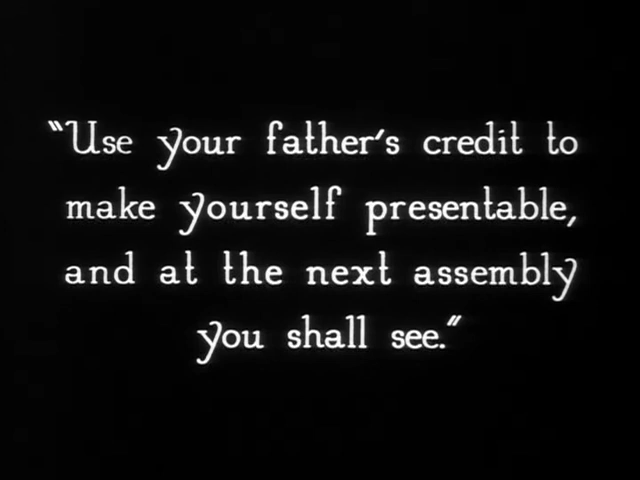 "Use your father's credit to
make yourself presentable,
and at the next assembly
you shall see."